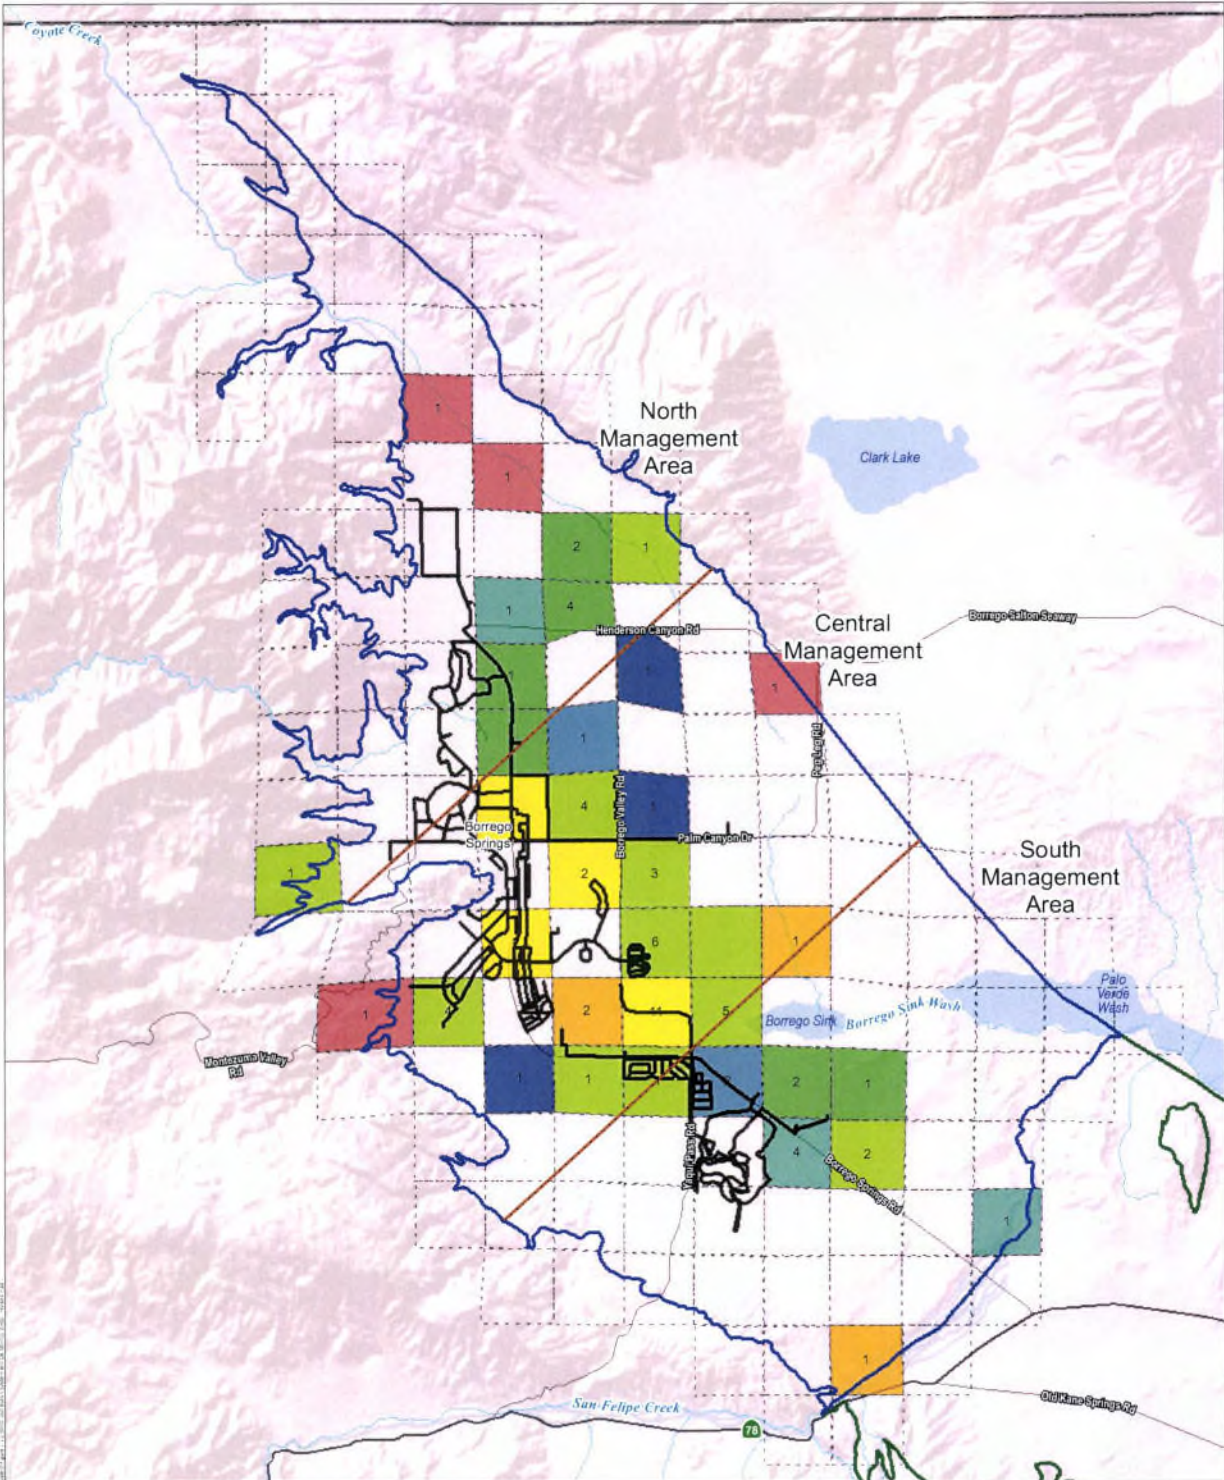 Coyote Creek
1
North
Management
Area
Clark Lake
1
2
1
1
4
Henderson Canyon Rd
Borrego Salton Seaway
Central
Management
Area
1
1
1
Peg Leg Rd
1
4
1
Borrego Valley Rd
Borrego
Springs
Palm Canyon Dr
South
Management
Area
1
2
3
6
1
Palo
Verde
Wash
1
4
2
11
5
Borrego Sink
Borrego Sink Wash
Montezuma Valley
Rd
1
1
2
1
4
2
Yaqui Pass Rd
Borrego Springs Rd
1
1
Old Kane Springs Rd
San Felipe Creek
78